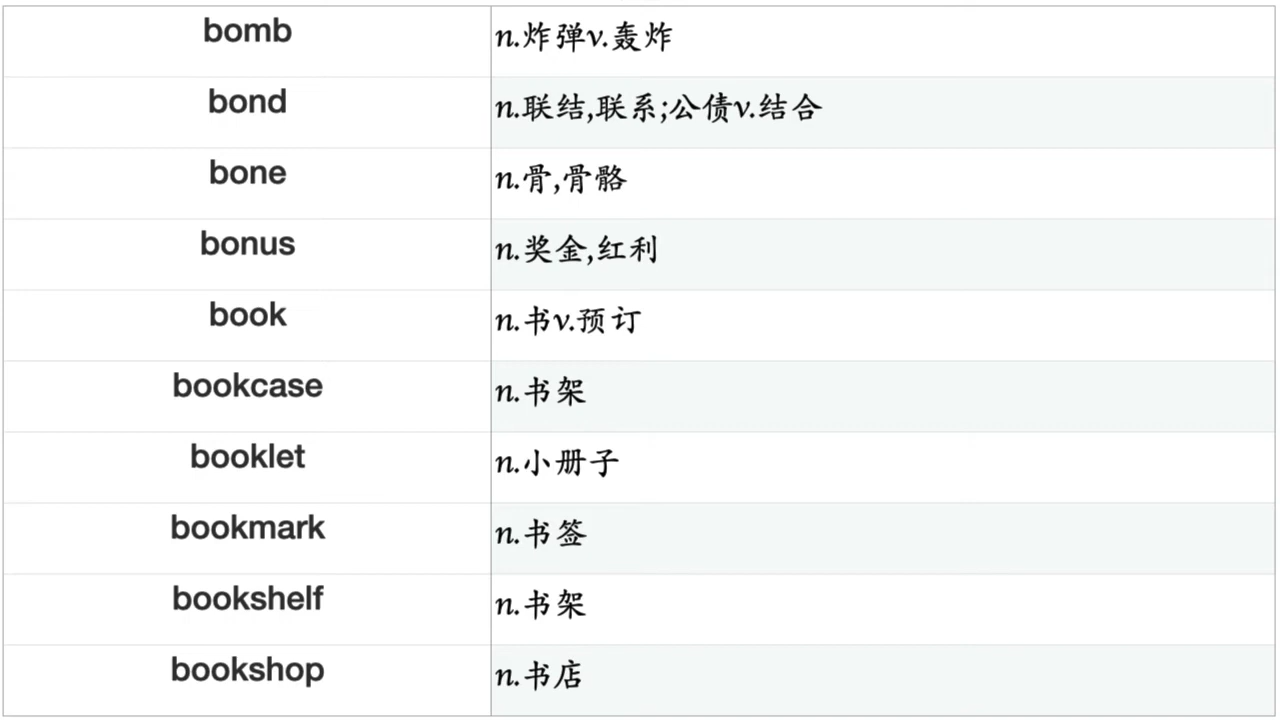 bomb n.炸弹v.轰炸
bond n.联结,联系;公债v.结合
bone n.骨,骨骼
bonus n.奖金,红利
book n.书v.预订
bookcase n.书架
booklet n.小册子
bookmark n.书签
bookshelf n.书架
bookshop n.书店